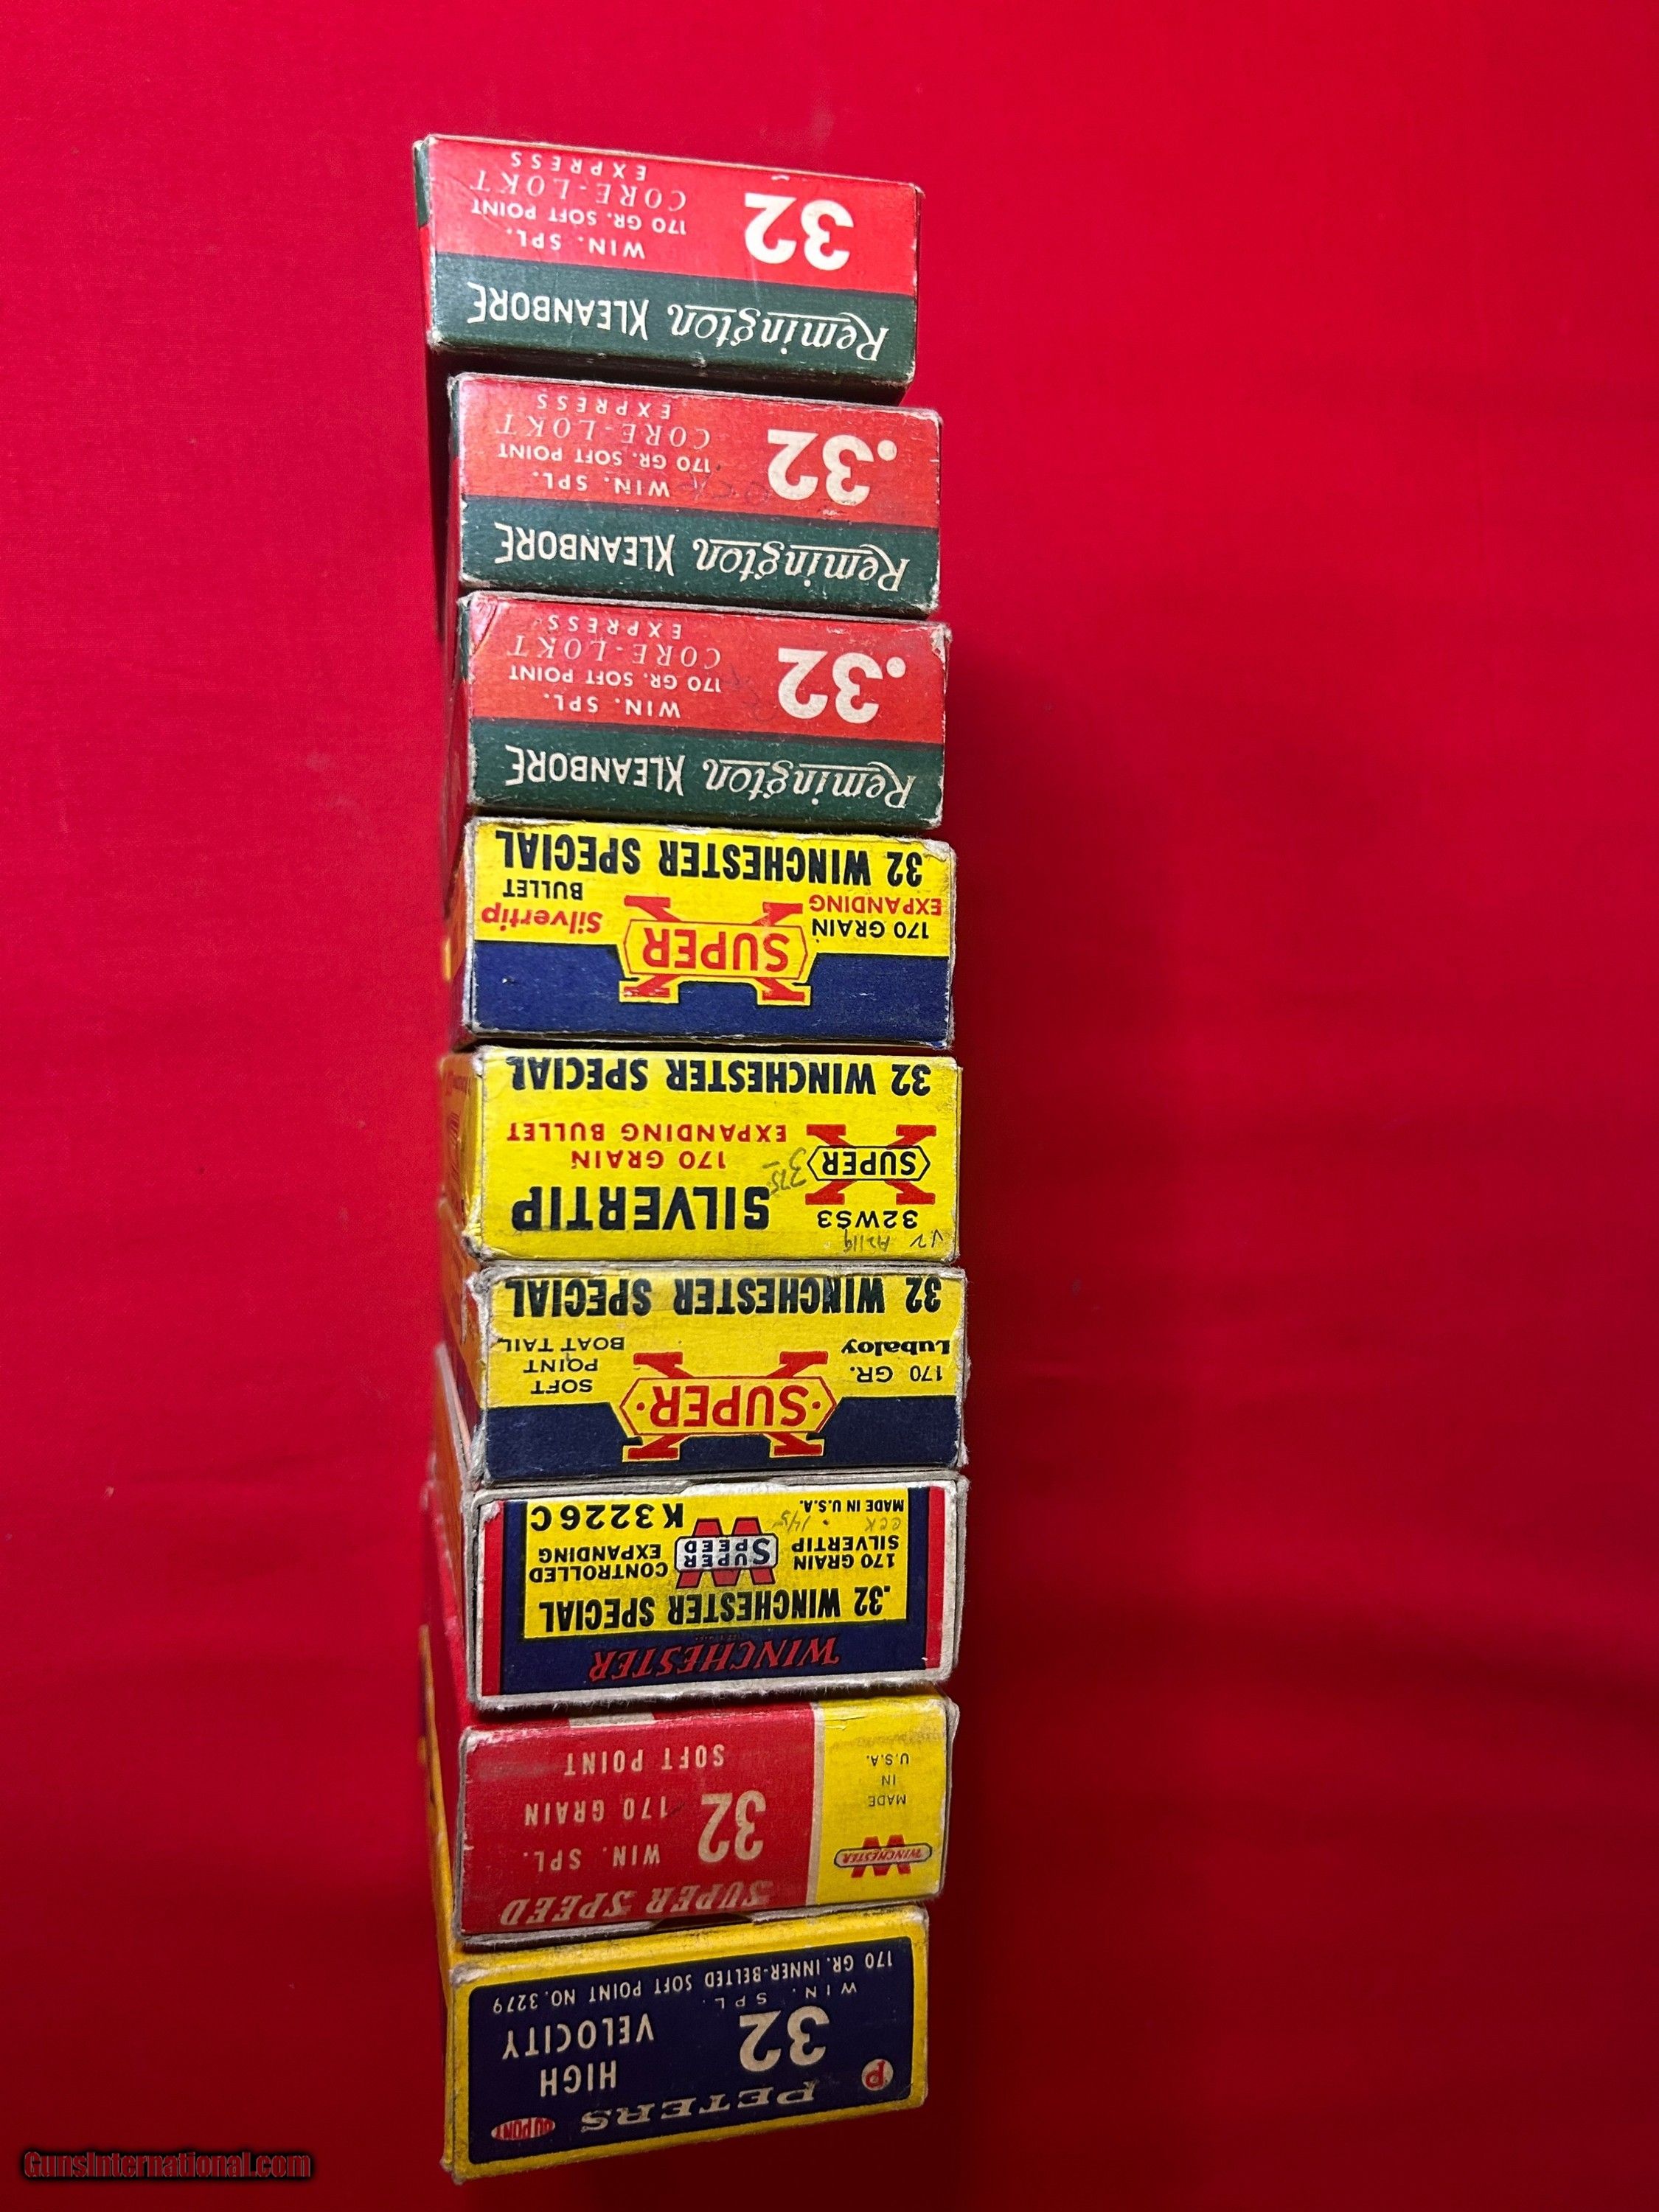 PETERS DU PONT
P
HIGH
32 VELOCITY
WIN. SPL.
170 GR. INNER-BELTED SOFT POINT NO. 3279
SUPER SPEED
WINCHESTER
32 WIN. SPL.
170 GRAIN
SOFT POINT
MADE
IN
U.S.A.
WINCHESTER
.32 WINCHESTER SPECIAL
170 GRAIN
SILVERTIP
SUPER
SPEED
CONTROLLED
EXPANDING
CCK . 145
MADE IN U.S.A.
K3226C
SUPER X
170 GR.
Lubaloy
SOFT
POINT
BOAT TAIL
32 WINCHESTER SPECIAL
32WS3
SUPER X
375
SILVERTIP
170 GRAIN
EXPANDING BULLET
32 WINCHESTER SPECIAL
SUPER X
170 GRAIN
EXPANDING
Silvertip
BULLET
32 WINCHESTER SPECIAL
Remington KLEANBORE
.32 WIN. SPL.
170 GR. SOFT POINT
CORE-LOKT
EXPRESS
Remington KLEANBORE
.32 WIN. SPL.
170 GR. SOFT POINT
CORE-LOKT
EXPRESS
Remington KLEANBORE
32 WIN. SPL.
170 GR. SOFT POINT
CORE-LOKT
EXPRESS
GunsInternational.com